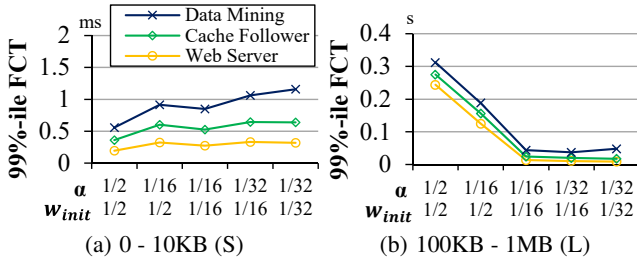 ms
2
1.5
1
0.5
0
99%-ile FCT
Data Mining
Cache Follower
Web Server
α 1/2 1/16 1/16 1/32 1/32
w_init 1/2 1/2 1/16 1/16 1/32
(a) 0 - 10KB (S)
s
0.4
0.3
0.2
0.1
0
99%-ile FCT
α 1/2 1/16 1/16 1/32 1/32
w_init 1/2 1/2 1/16 1/16 1/32
(b) 100KB - 1MB (L)